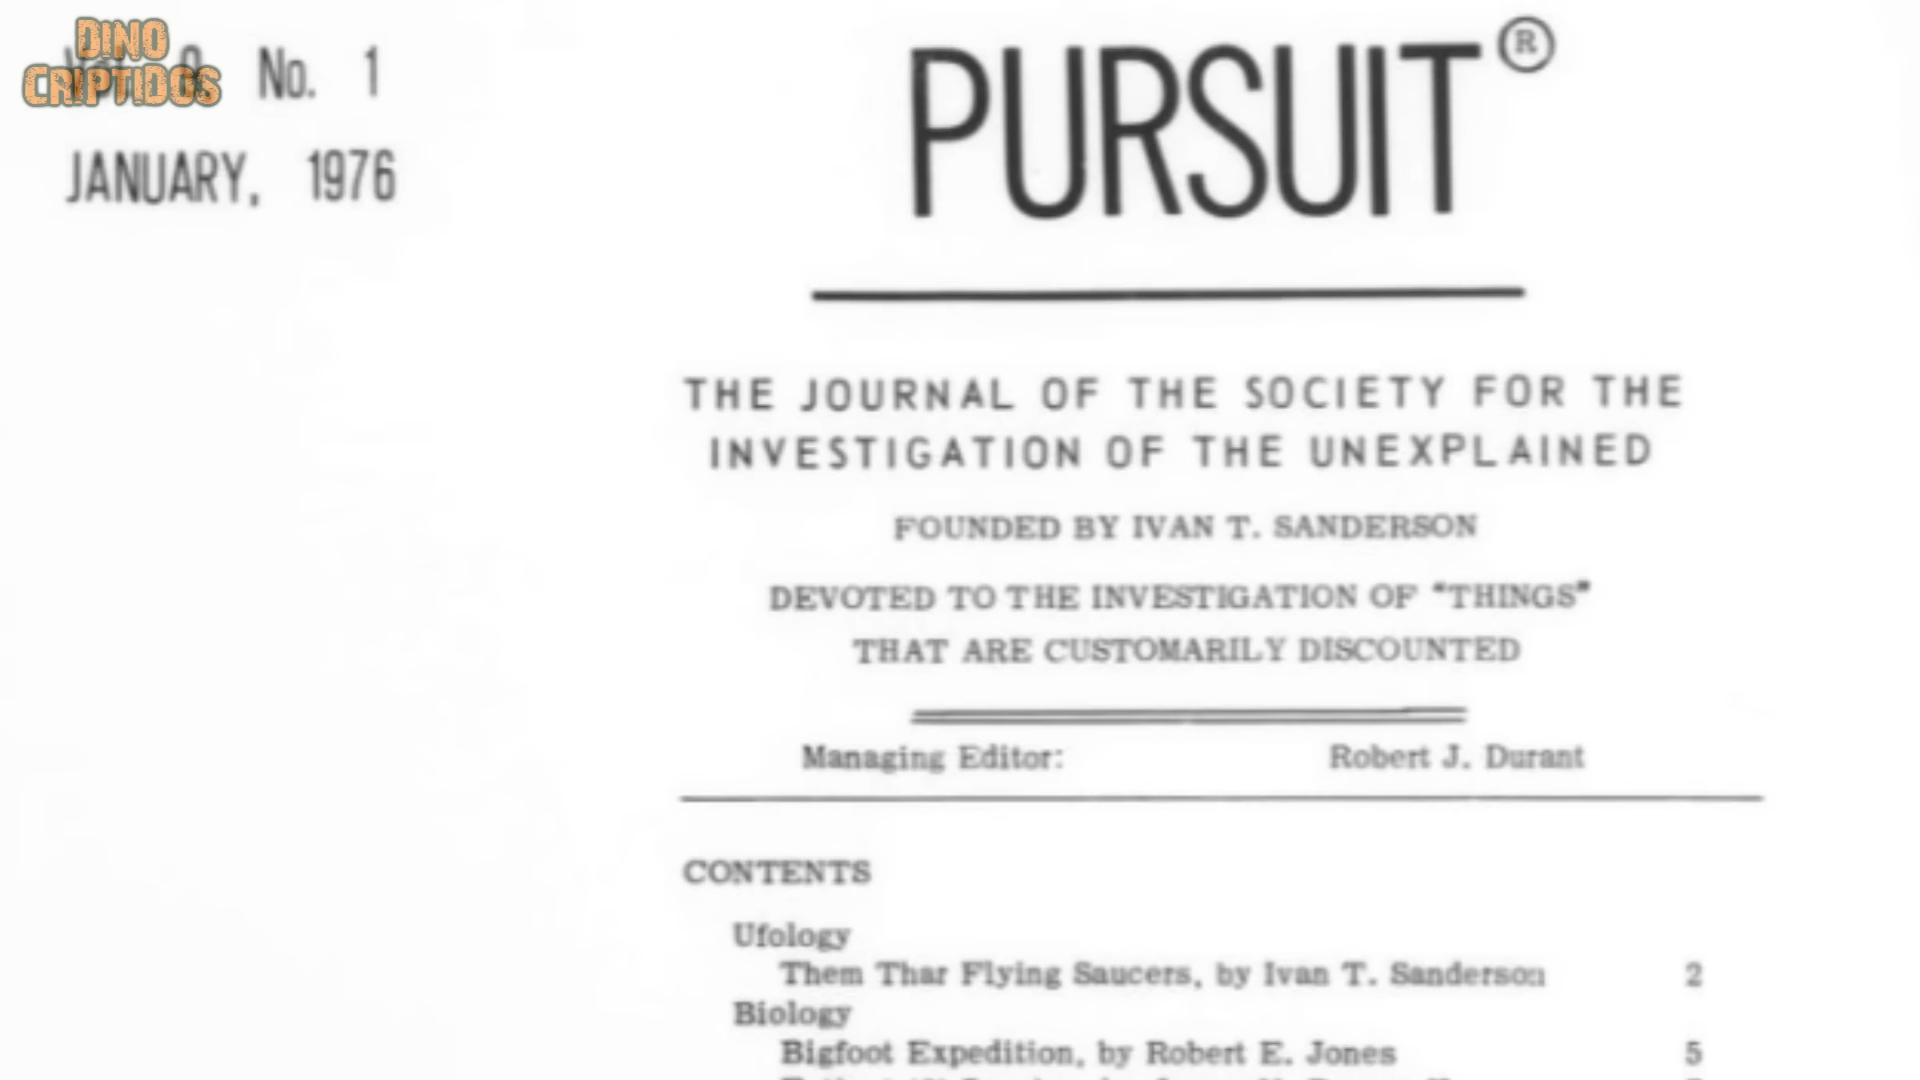 DINO
CRIPTIDOS
No. 1
JANUARY, 1976
PURSUIT®
THE JOURNAL OF THE SOCIETY FOR THE
INVESTIGATION OF THE UNEXPLAINED
FOUNDED BY IVAN T. SANDERSON
DEVOTED TO THE INVESTIGATION OF "THINGS"
THAT ARE CUSTOMARILY DISCOUNTED
Managing Editor: Robert J. Durant
CONTENTS
Ufology
Them Thar Flying Saucers, by Ivan T. Sanderson 2
Biology
Bigfoot Expedition, by Robert E. Jones 5